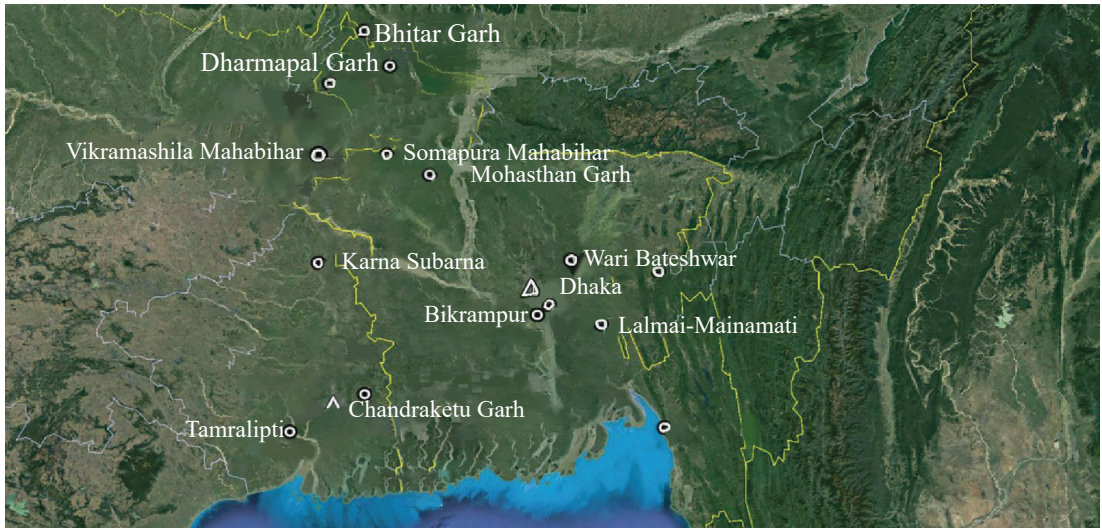 Bhitar Garh
Dharmapal Garh
Vikramashila Mahabihar
Somapura Mahabihar
Mohasthan Garh
Karna Subarna
Wari Bateshwar
Dhaka
Bikrampur
Lalmai-Mainamati
Chandraketu Garh
Tamralipti